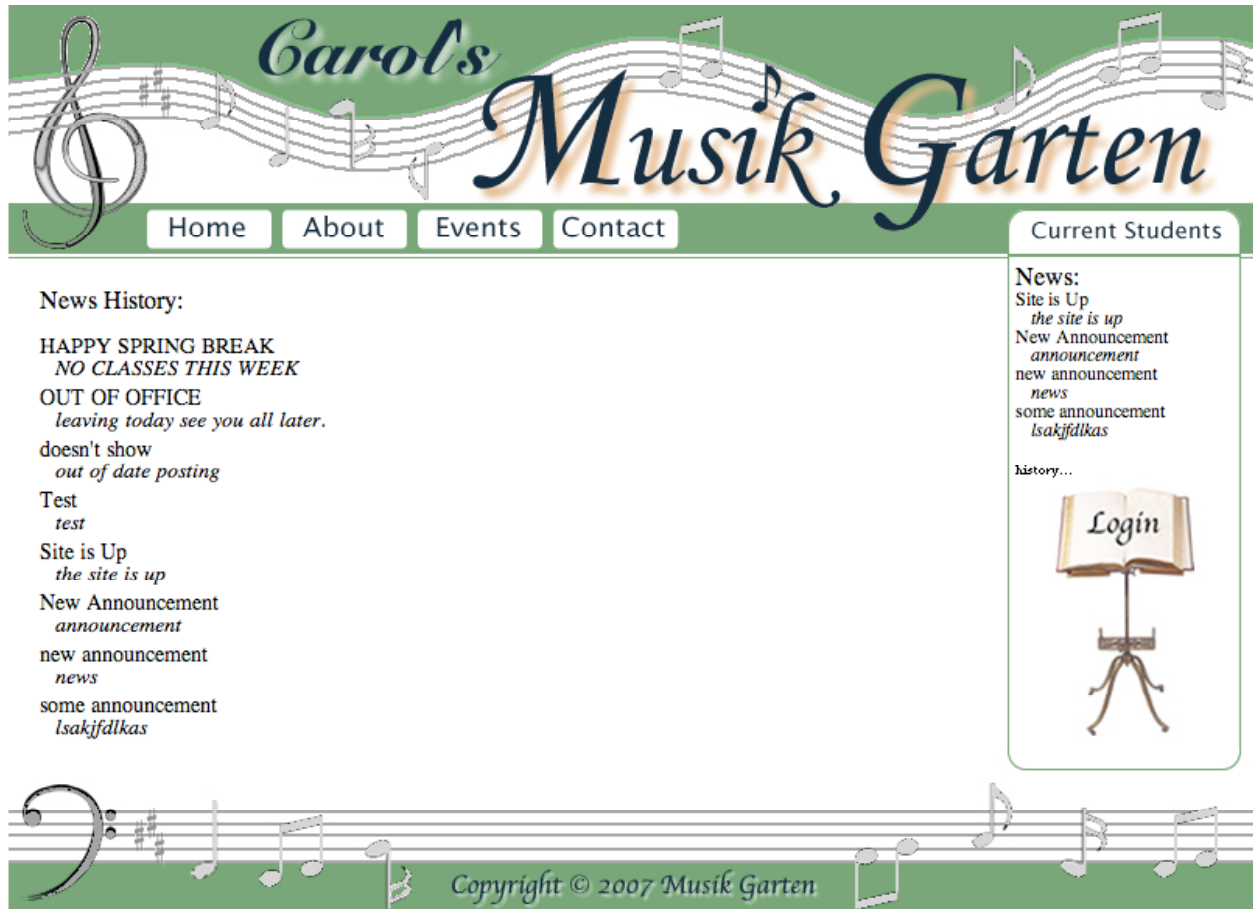 Carol's
Musik Garten
Home
About
Events
Contact
Current Students
News History:
HAPPY SPRING BREAK
NO CLASSES THIS WEEK
OUT OF OFFICE
leaving today see you all later.
doesn't show
out of date posting
Test
test
Site is Up
the site is up
New Announcement
announcement
new announcement
news
some announcement
lsakjfdlkas
News:
Site is Up
the site is up
New Announcement
announcement
new announcement
news
some announcement
lsakjfdlkas
history...
Login
Copyright © 2007 Musik Garten